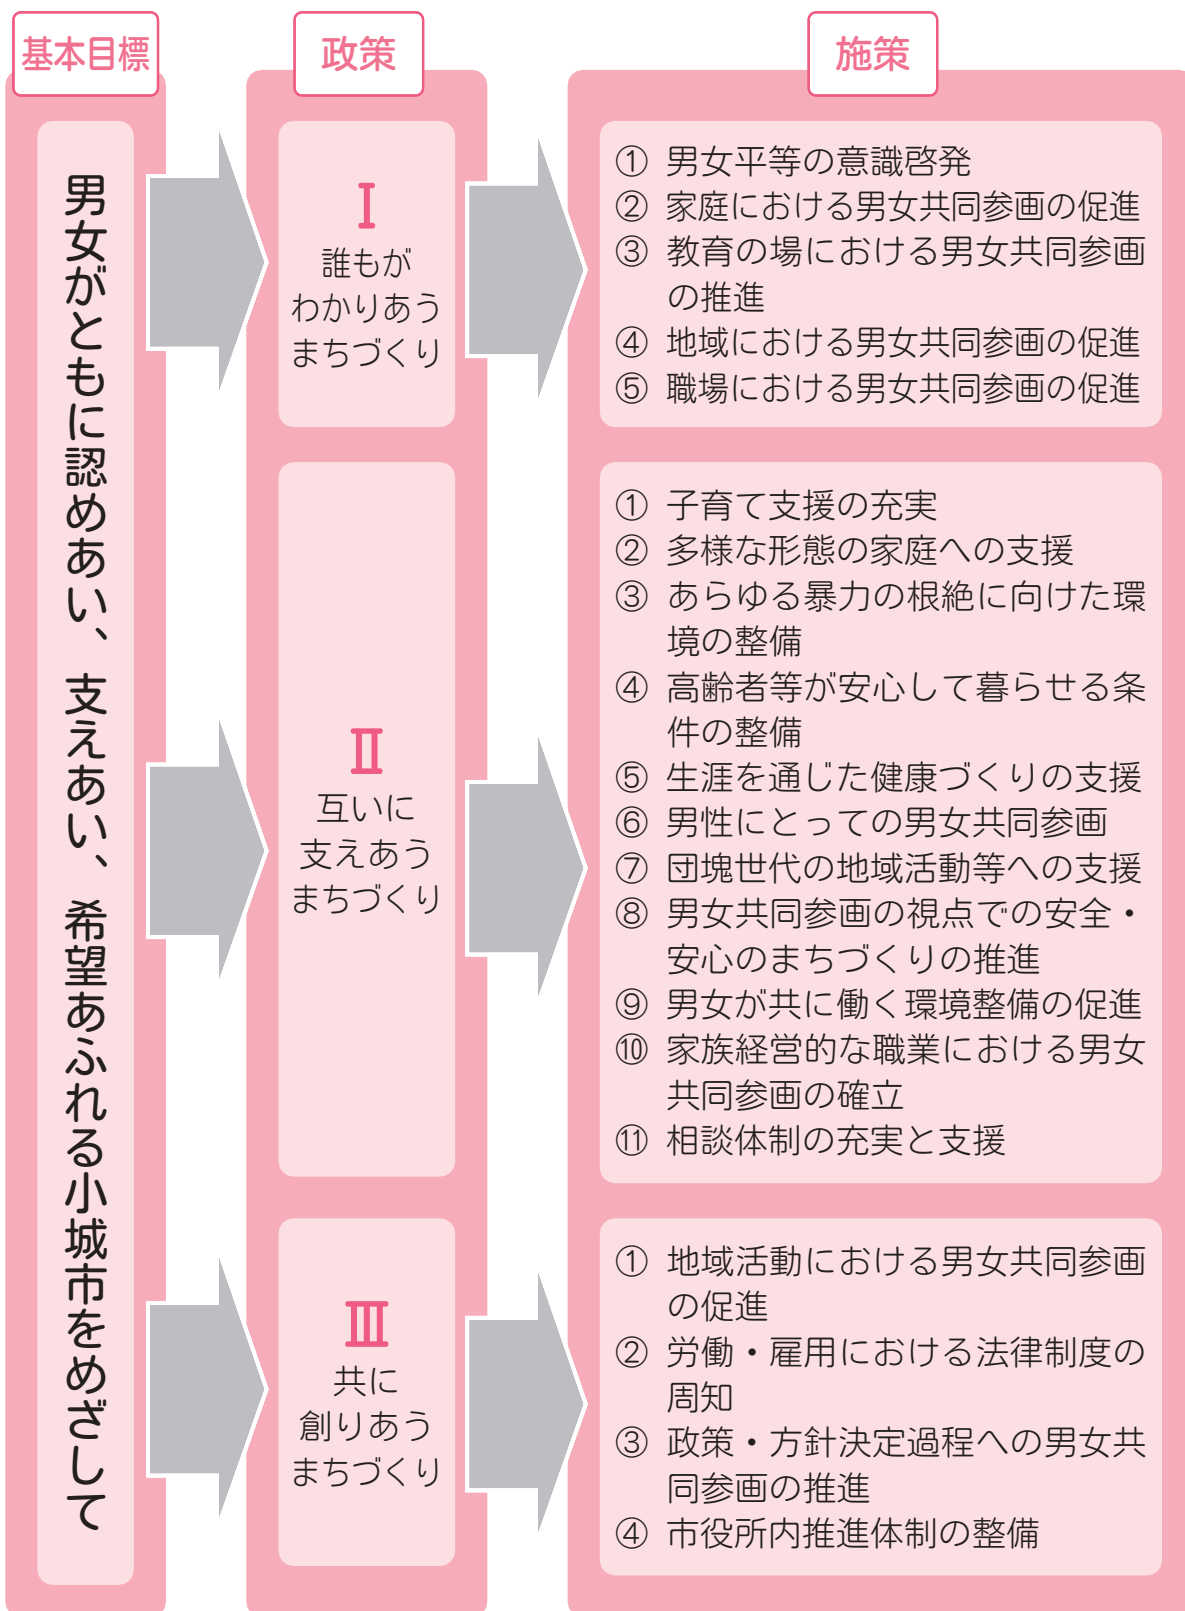 基本目標
男女がともに認めあい、支えあい、希望あふれる小城市をめざして
政策
Ⅰ
誰もが
わかりあう
まちづくり
Ⅱ
互いに
支えあう
まちづくり
Ⅲ
共に
創りあう
まちづくり
施策
① 男女平等の意識啓発
② 家庭における男女共同参画の促進
③ 教育の場における男女共同参画
の推進
④ 地域における男女共同参画の促進
⑤ 職場における男女共同参画の促進
① 子育て支援の充実
② 多様な形態の家庭への支援
③ あらゆる暴力の根絶に向けた環
境の整備
④ 高齢者等が安心して暮らせる条
件の整備
⑤ 生涯を通じた健康づくりの支援
⑥ 男性にとっての男女共同参画
⑦ 団塊世代の地域活動等への支援
⑧ 男女共同参画の視点での安全・
安心のまちづくりの推進
⑨ 男女が共に働く環境整備の促進
⑩ 家族経営的な職業における男女
共同参画の確立
⑪ 相談体制の充実と支援
① 地域活動における男女共同参画
の促進
② 労働・雇用における法律制度の
周知
③ 政策・方針決定過程への男女共
同参画の推進
④ 市役所内推進体制の整備